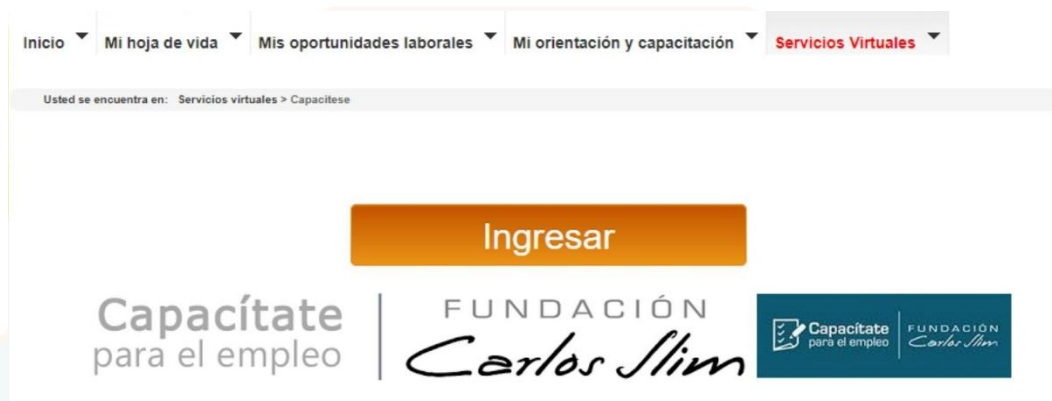 Inicio Mi hoja de vida Mis oportunidades laborales Mi orientación y capacitación Servicios Virtuales
Usted se encuentra en: Servicios virtuales > Capacitese
Ingresar
Capacítate
para el empleo
FUNDACIÓN
Carlos Slim
Capacítate
para el empleo
FUNDACIÓN
Carlos Slim